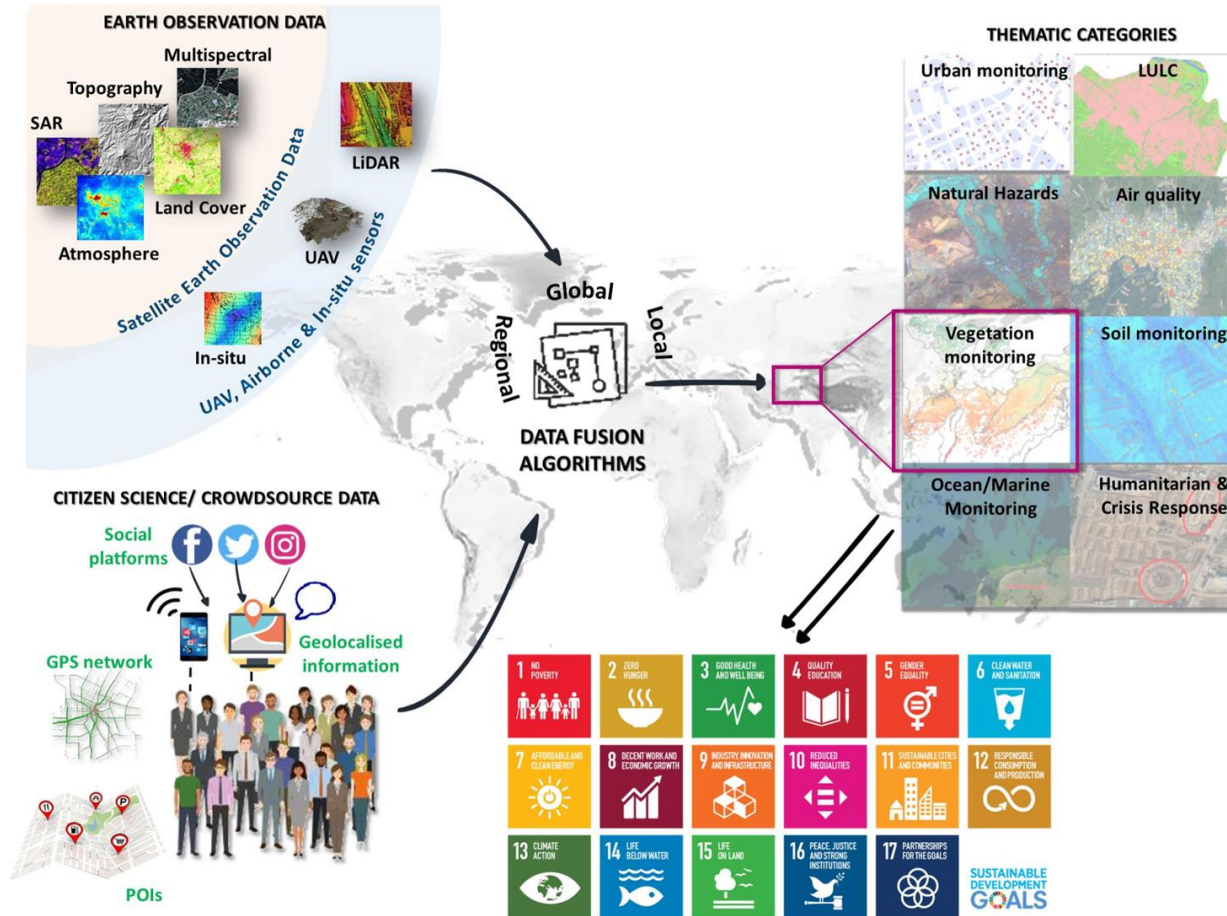 EARTH OBSERVATION DATA
Multispectral
Topography
SAR
LiDAR
Land Cover
Atmosphere
UAV
In-situ
Satellite Earth Observation Data
UAV, Airborne & In-situ sensors
Global
Regional
Local
DATA FUSION
ALGORITHMS
THEMATIC CATEGORIES
Urban monitoring
LULC
Natural Hazards
Air quality
Vegetation
monitoring
Soil monitoring
Ocean/Marine
Monitoring
Humanitarian &
Crisis Response
CITIZEN SCIENCE/ CROWDSOURCE DATA
Social
platforms
Geolocalised
information
GPS network
POIs
P
1 NO
POVERTY
2 ZERO
HUNGER
3 GOOD HEALTH
AND WELL BEING
4 QUALITY
EDUCATION
5 GENDER
EQUALITY
6 CLEAN WATER
AND SANITATION
7 AFFORDABLE AND
CLEAN ENERGY
8 DECENT WORK AND
ECONOMIC GROWTH
9 INDUSTRY, INNOVATION
AND INFRASTRUCTURE
10 REDUCED
INEQUALITIES
11 SUSTAINABLE CITIES
AND COMMUNITIES
12 RESPONSIBLE
CONSUMPTION
AND PRODUCTION
13 CLIMATE
ACTION
14 LIFE
BELOW WATER
15 LIFE
ON LAND
16 PEACE, JUSTICE
AND STRONG
INSTITUTIONS
17 PARTNERSHIPS
FOR THE GOALS
SUSTAINABLE
DEVELOPMENT
GOALS